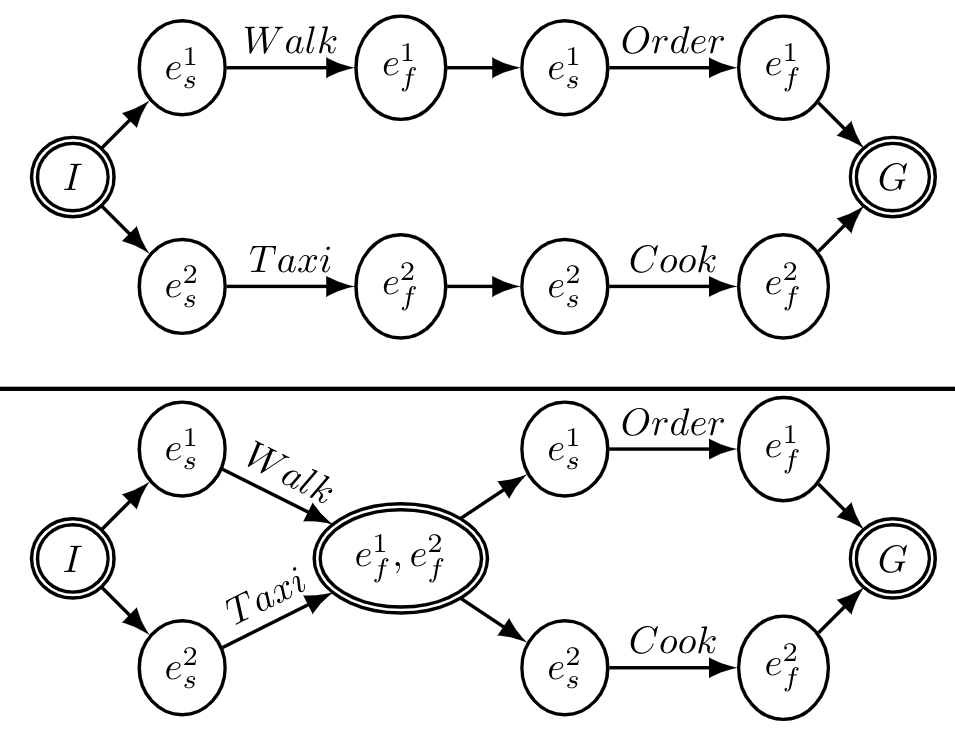 Walk Order
e_s^1 e_f^1 e_s^1 e_f^1
I G
Taxi Cook
e_s^2 e_f^2 e_s^2 e_f^2
Order
e_s^1 Walk e_s^1 e_f^1
I e_f^1, e_f^2 G
Taxi Cook
e_s^2 e_s^2 e_f^2